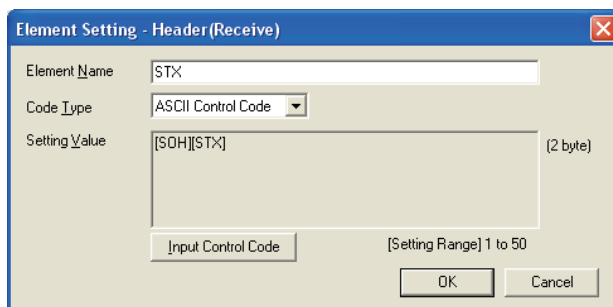 Element Setting - Header(Receive)
Element Name STX
Code Type ASCII Control Code
Setting Value [SOH][STX] (2 byte)
Input Control Code [Setting Range] 1 to 50
OK Cancel